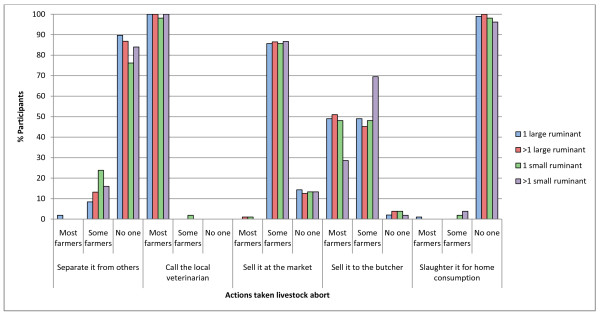 100
90
80
70
60
50
40
30
20
10
0
% Participants
Most farmers Some farmers No one Most farmers Some farmers No one Most farmers Some farmers No one Most farmers Some farmers No one Most farmers Some farmers No one
Separate it from others Call the local veterinarian Sell it at the market Sell it to the butcher Slaughter it for home consumption
Actions taken livestock abort
1 large ruminant
>1 large ruminant
1 small ruminant
>1 small ruminant